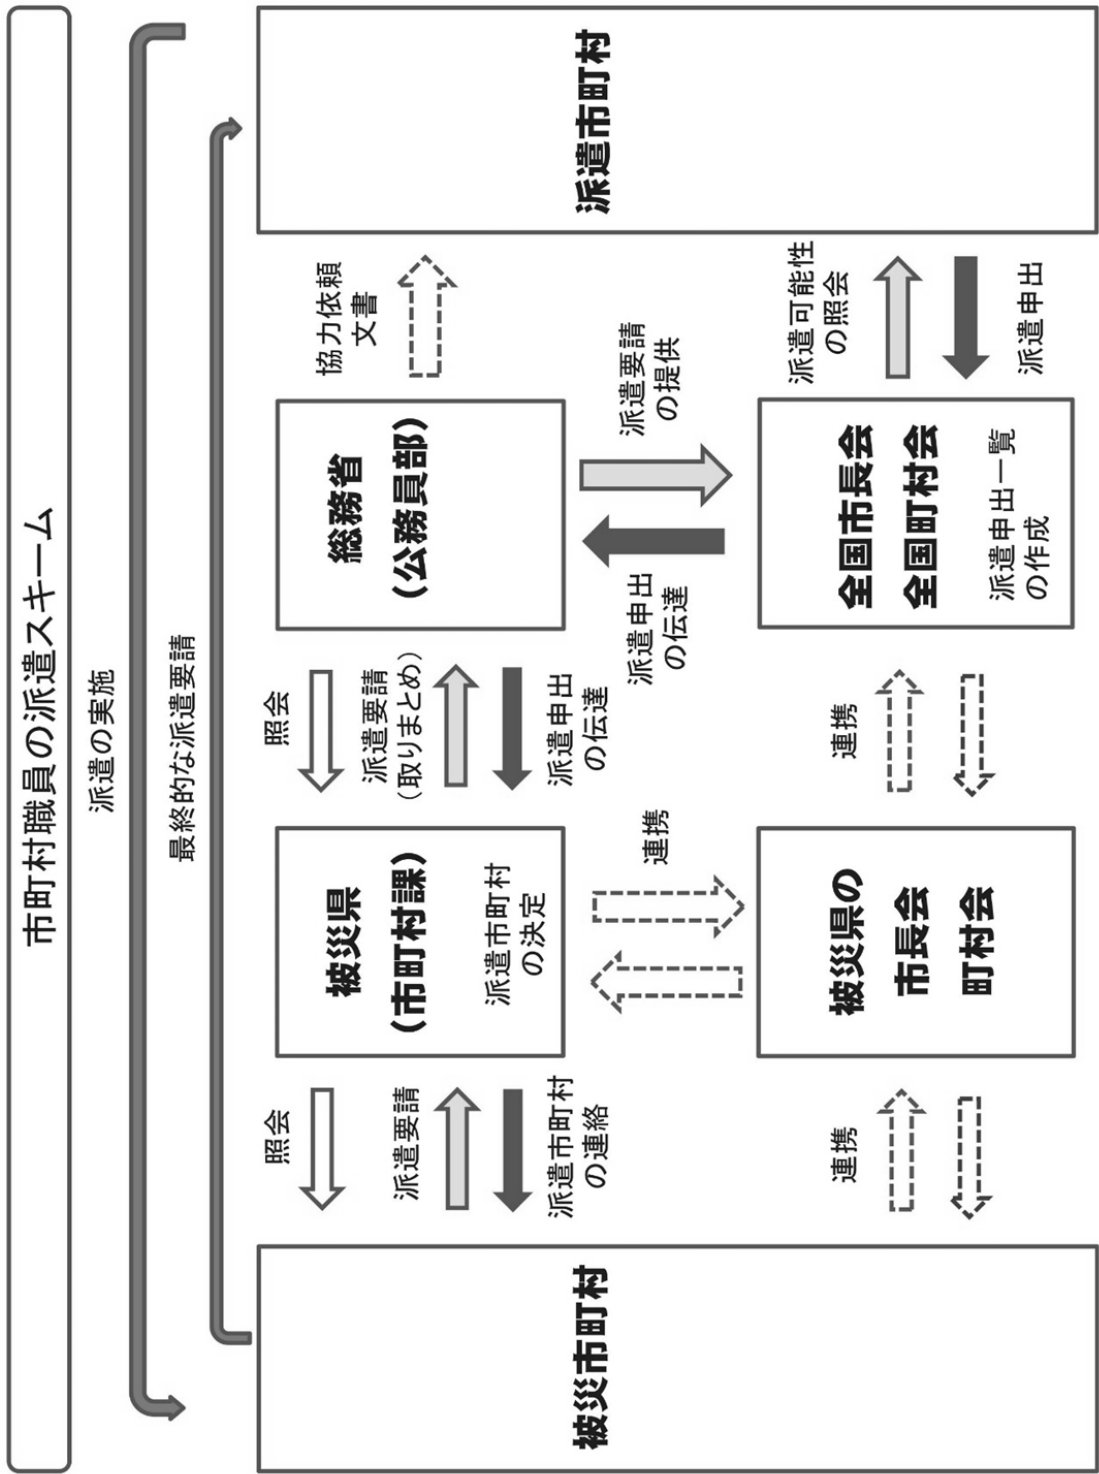 市町村職員の派遣スキーム
派遣の実施
最終的な派遣要請
被災市町村
照会
派遣要請
派遣市町村
の連絡
連携
被災県
（市町村課）
派遣市町村
の決定
連携
被災県の
市長会
町村会
照会
派遣要請
（取りまとめ）
派遣申出
の伝達
連携
総務省
（公務員部）
派遣申出
の伝達
派遣要請
の提供
全国市長会
全国町村会
派遣申出一覧
の作成
協力依頼
文書
派遣可能性
の照会
派遣申出
派遣市町村